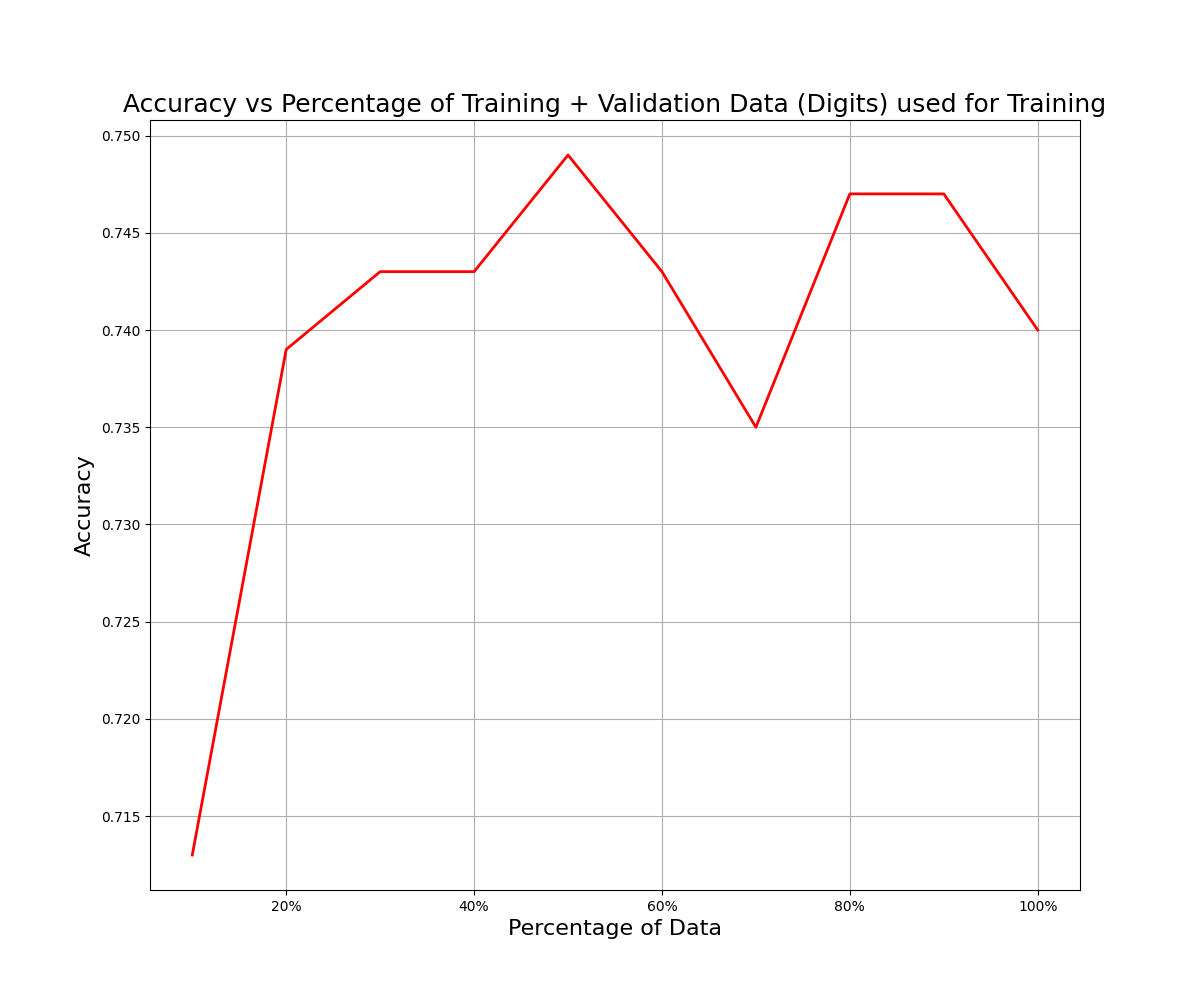 Accuracy vs Percentage of Training + Validation Data (Digits) used for Training
0.750
0.745
0.740
0.735
0.730
0.725
0.720
0.715
Accuracy
20% 40% 60% 80% 100%
Percentage of Data